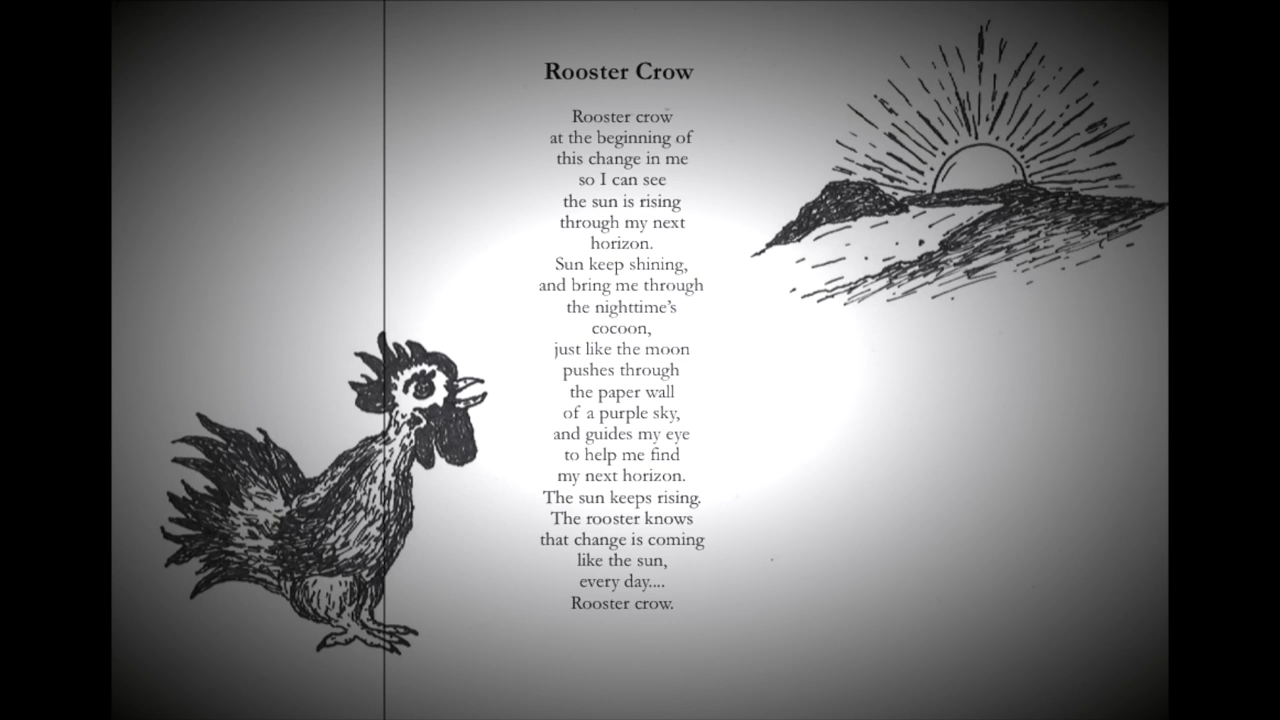 Rooster Crow
Rooster crow
at the beginning of
this change in me
so I can see
the sun is rising
through my next
horizon.
Sun keep shining,
and bring me through
the nighttime’s
cocoon,
just like the moon
pushes through
the paper wall
of a purple sky,
and guides my eye
to help me find
my next horizon.
The sun keeps rising.
The rooster knows
that change is coming
like the sun,
every day....
Rooster crow.